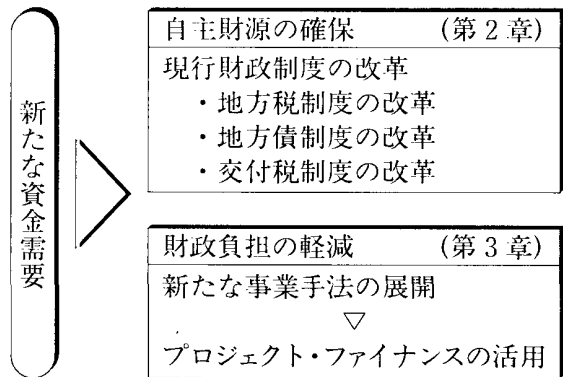 新たな資金需要
自主財源の確保 (第2章)
現行財政制度の改革
・地方税制度の改革
・地方債制度の改革
・交付税制度の改革
財政負担の軽減 (第3章)
新たな事業手法の展開
▽
プロジェクト・ファイナンスの活用